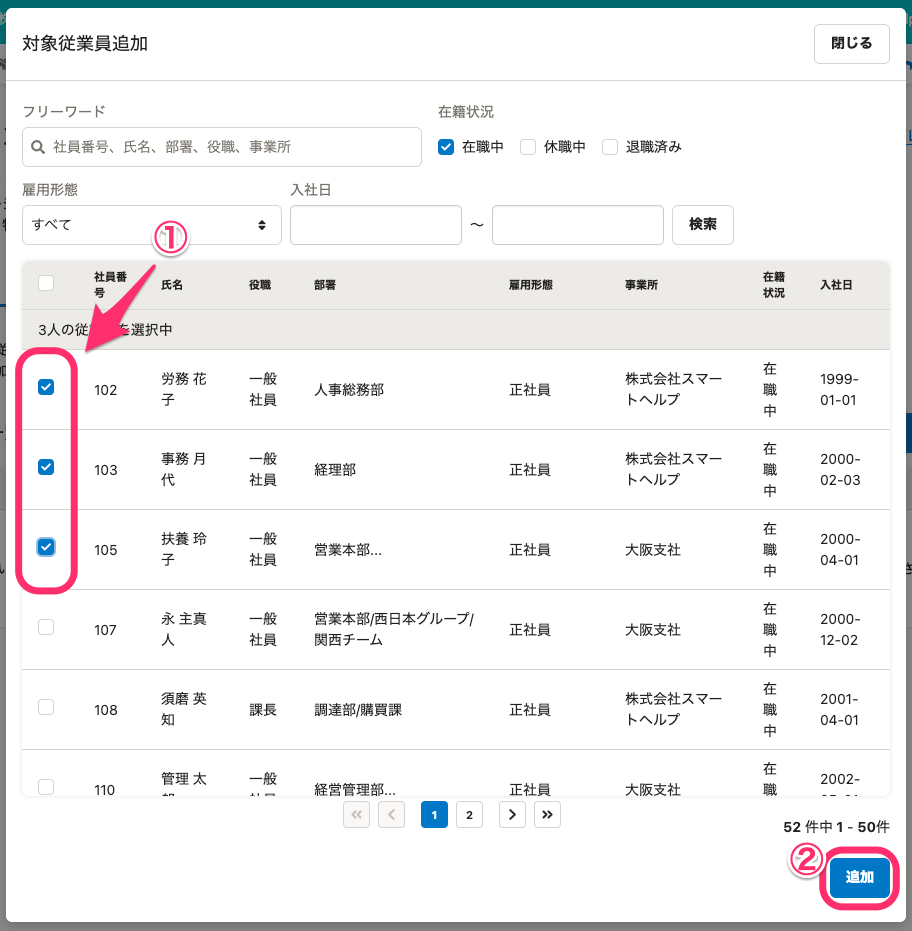 対象従業員追加
閉じる
フリーワード
在籍状況
社員番号、氏名、部署、役職、事業所
在職中
休職中
退職済み
雇用形態
入社日
すべて
〜
検索
①
社員番
号
氏名
役職
部署
雇用形態
事業所
在籍
状況
入社日
3人の従
を選択中
102
労務 花
子
一般
社員
人事総務部
正社員
株式会社スマー
トヘルプ
在
職
中
1999-
01-01
103
事務 月
代
一般
社員
経理部
正社員
株式会社スマー
トヘルプ
在
職
中
2000-
02-03
105
扶養 玲
子
一般
社員
営業本部...
正社員
大阪支社
在
職
中
2000-
04-01
107
永 主真
人
一般
社員
営業本部/西日本グループ/
関西チーム
正社員
大阪支社
在
職
中
2000-
12-02
108
須磨 英
知
課長
調達部/購買課
正社員
株式会社スマー
トヘルプ
在
職
中
2001-
04-01
110
管理 太
一般
経営管理部...
正社員
大阪支社
在
職
2002-
1
2
52 件中 1 - 50件
②
追加